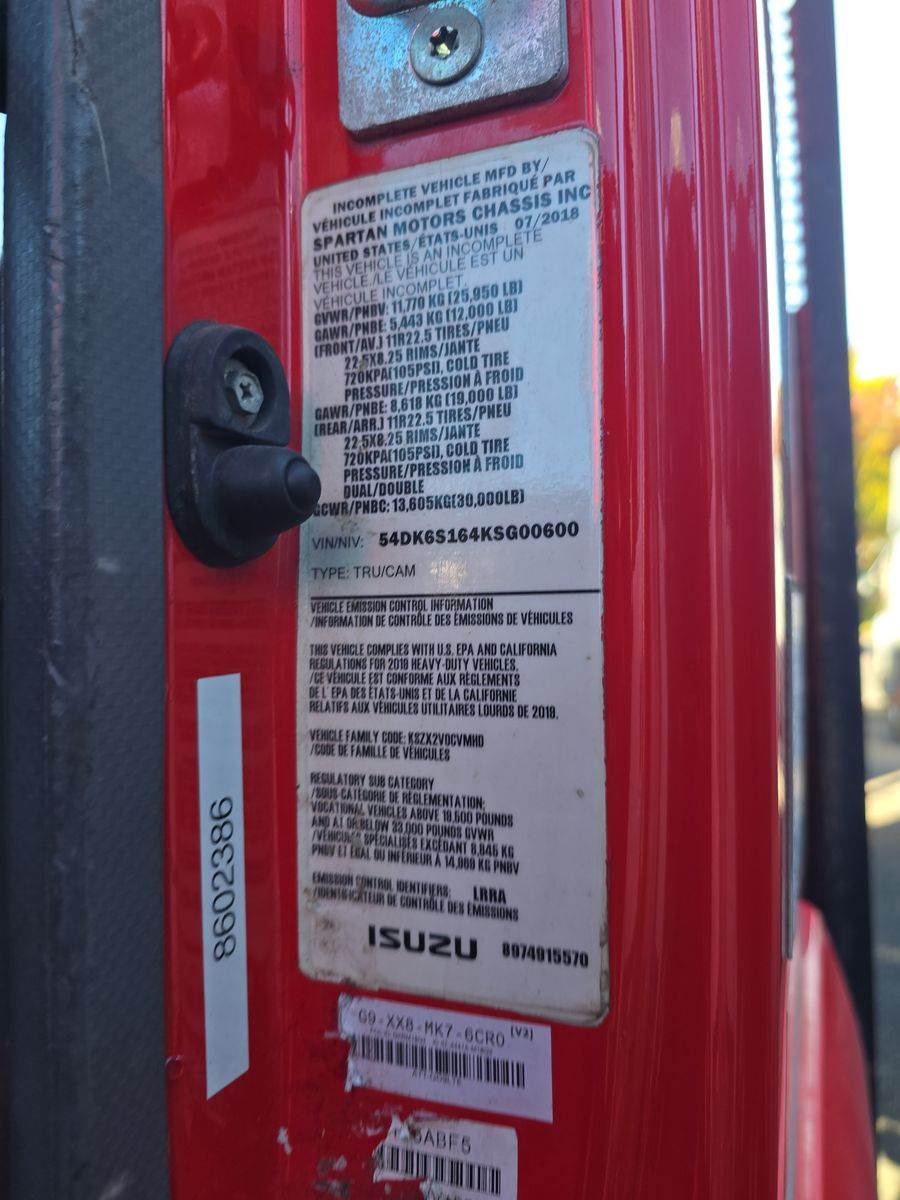 INCOMPLETE VEHICLE MFD BY/
VÉHICULE INCOMPLET FABRIQUÉ PAR
SPARTAN MOTORS CHASSIS INC
UNITED STATES/ÉTATS-UNIS 07/2018
THIS VEHICLE IS AN INCOMPLETE
VEHICLE./LE VÉHICULE EST UN
VÉHICULE INCOMPLET.
GVWR/PNBV: 11,770 KG (25,950 LB)
GAWR/PNBE: 5,443 KG (12,000 LB)
(FRONT/AV.) 11R22.5 TIRES/PNEU
22.5X8.25 RIMS/JANTE
720KPA(105PSI), COLD TIRE
PRESSURE/PRESSION À FROID
GAWR/PNBE: 8,618 KG (19,000 LB)
(REAR/ARR.) 11R22.5 TIRES/PNEU
22.5X8.25 RIMS/JANTE
720KPA(105PSI), COLD TIRE
PRESSURE/PRESSION À FROID
DUAL/DOUBLE
GCWR/PNBC: 13,605KG(30,000LB)
VIN/NIV: 54DK6S164KSG00600
TYPE: TRU/CAM
VEHICLE EMISSION CONTROL INFORMATION
/INFORMATION DE CONTRÔLE DES ÉMISSIONS DE VÉHICULES
THIS VEHICLE COMPLIES WITH U.S. EPA AND CALIFORNIA
REGULATIONS FOR 2019 HEAVY-DUTY VEHICLES.
/CE VÉHICULE EST CONFORME AUX RÈGLEMENTS
DE L' EPA DES ÉTATS-UNIS ET DE LA CALIFORNIE
RELATIFS AUX VÉHICULES UTILITAIRES LOURDS DE 2019.
VEHICLE FAMILY CODE: KSZX2VOCVMHD
/CODE DE FAMILLE DE VÉHICULES
REGULATORY SUB CATEGORY
/SOUS-CATÉGORIE DE RÉGLEMENTATION:
VOCATIONAL VEHICLES ABOVE 19,500 POUNDS
AND AT OR BELOW 33,000 POUNDS GVWR
/VÉHICULES SPÉCIALISÉS EXCÉDANT 8,845 KG
PNBV ET ÉGAL OU INFÉRIEUR À 14,969 KG PNBV
EMISSION CONTROL IDENTIFIERS: LRRA
/IDENTIFICATEUR DE CONTRÔLE DES ÉMISSIONS
ISUZU 8974915570
8602386
G9-XX8-MK7-6CR0 (V2)
5ABF5